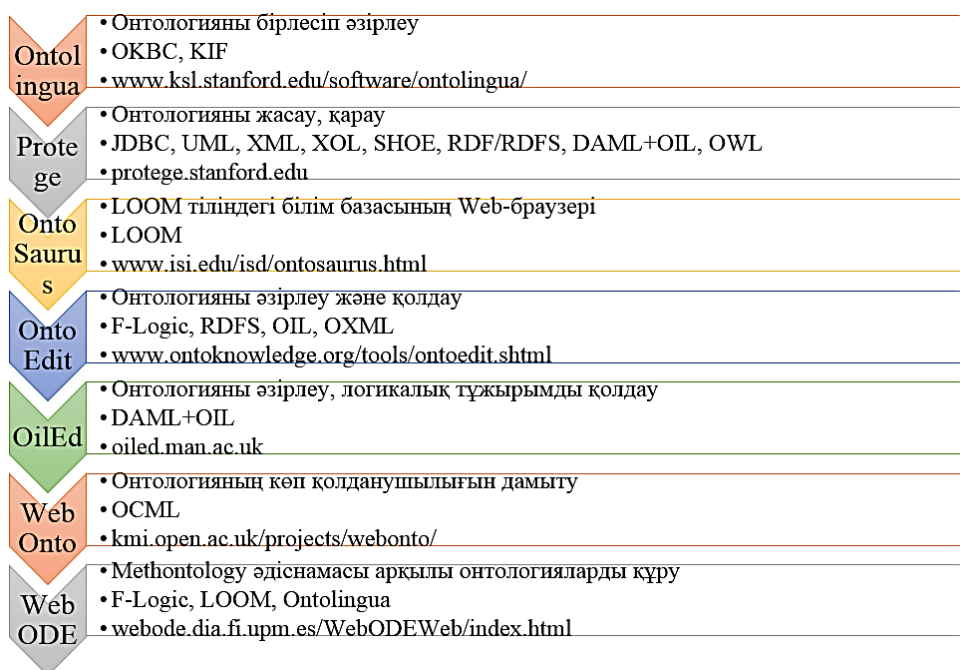 Ontol
ingua
• Онтологияны бірлесіп әзірлеу
• OKBC, KIF
• www.ksl.stanford.edu/software/ontolingua/
Prote
ge
• Онтологияны жасау, қарау
• JDBC, UML, XML, XOL, SHOE, RDF/RDFS, DAML+OIL, OWL
• protege.stanford.edu
Onto
Sauru
s
• LOOM тіліндегі білім базасының Web-браузері
• LOOM
• www.isi.edu/isd/ontosaurus.html
Onto
Edit
• Онтологияны әзірлеу және қолдау
• F-Logic, RDFS, OIL, OXML
• www.ontoknowledge.org/tools/ontoedit.shtml
OilEd
• Онтологияны әзірлеу, логикалық тұжырымды қолдау
• DAML+OIL
• oiled.man.ac.uk
Web
Onto
• Онтологияның көп қолданушылығын дамыту
• OCML
• kmi.open.ac.uk/projects/webonto/
Web
ODE
• Methontology әдіснамасы арқылы онтологияларды құру
• F-Logic, LOOM, Ontolingua
• webode.dia.fi.upm.es/WebODEWeb/index.html